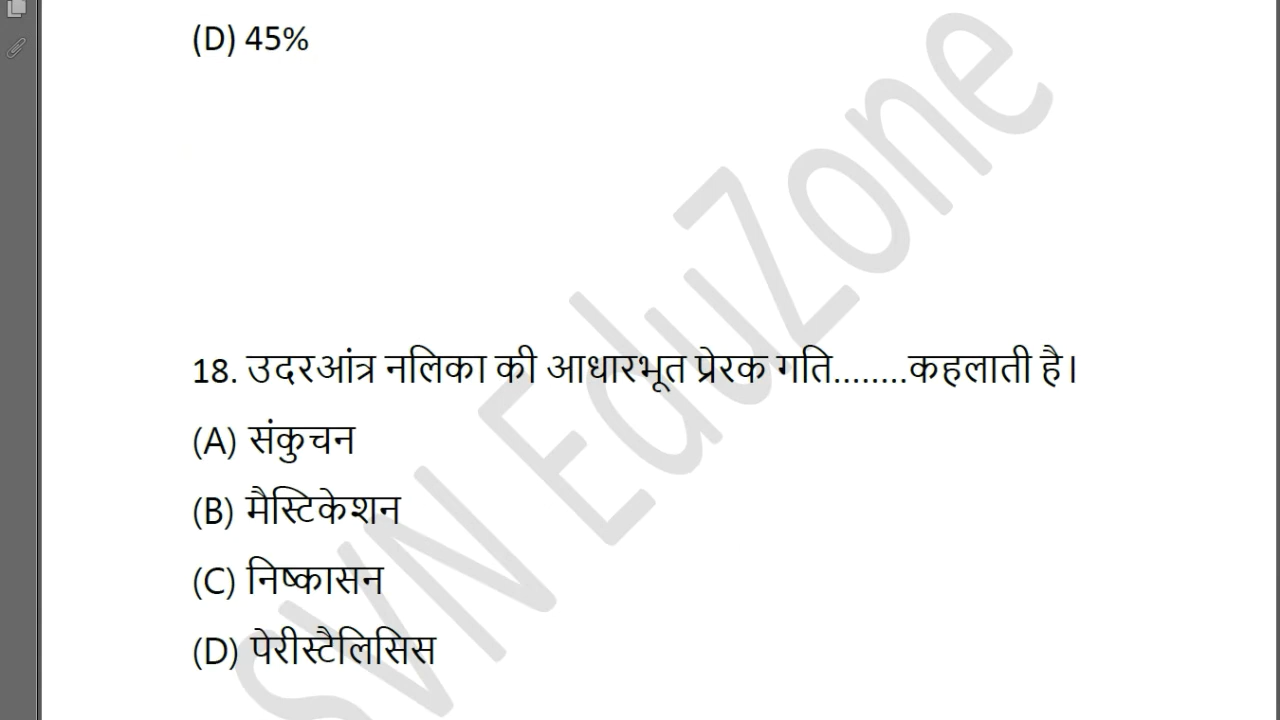 (D) 45%
18. उदरआंत्र नलिका की आधारभूत प्रेरक गति........कहलाती है।
(A) संकुचन
(B) मैस्टिकेशन
(C) निष्कासन
(D) पेरीस्टैलिसिस
SVN EduZone